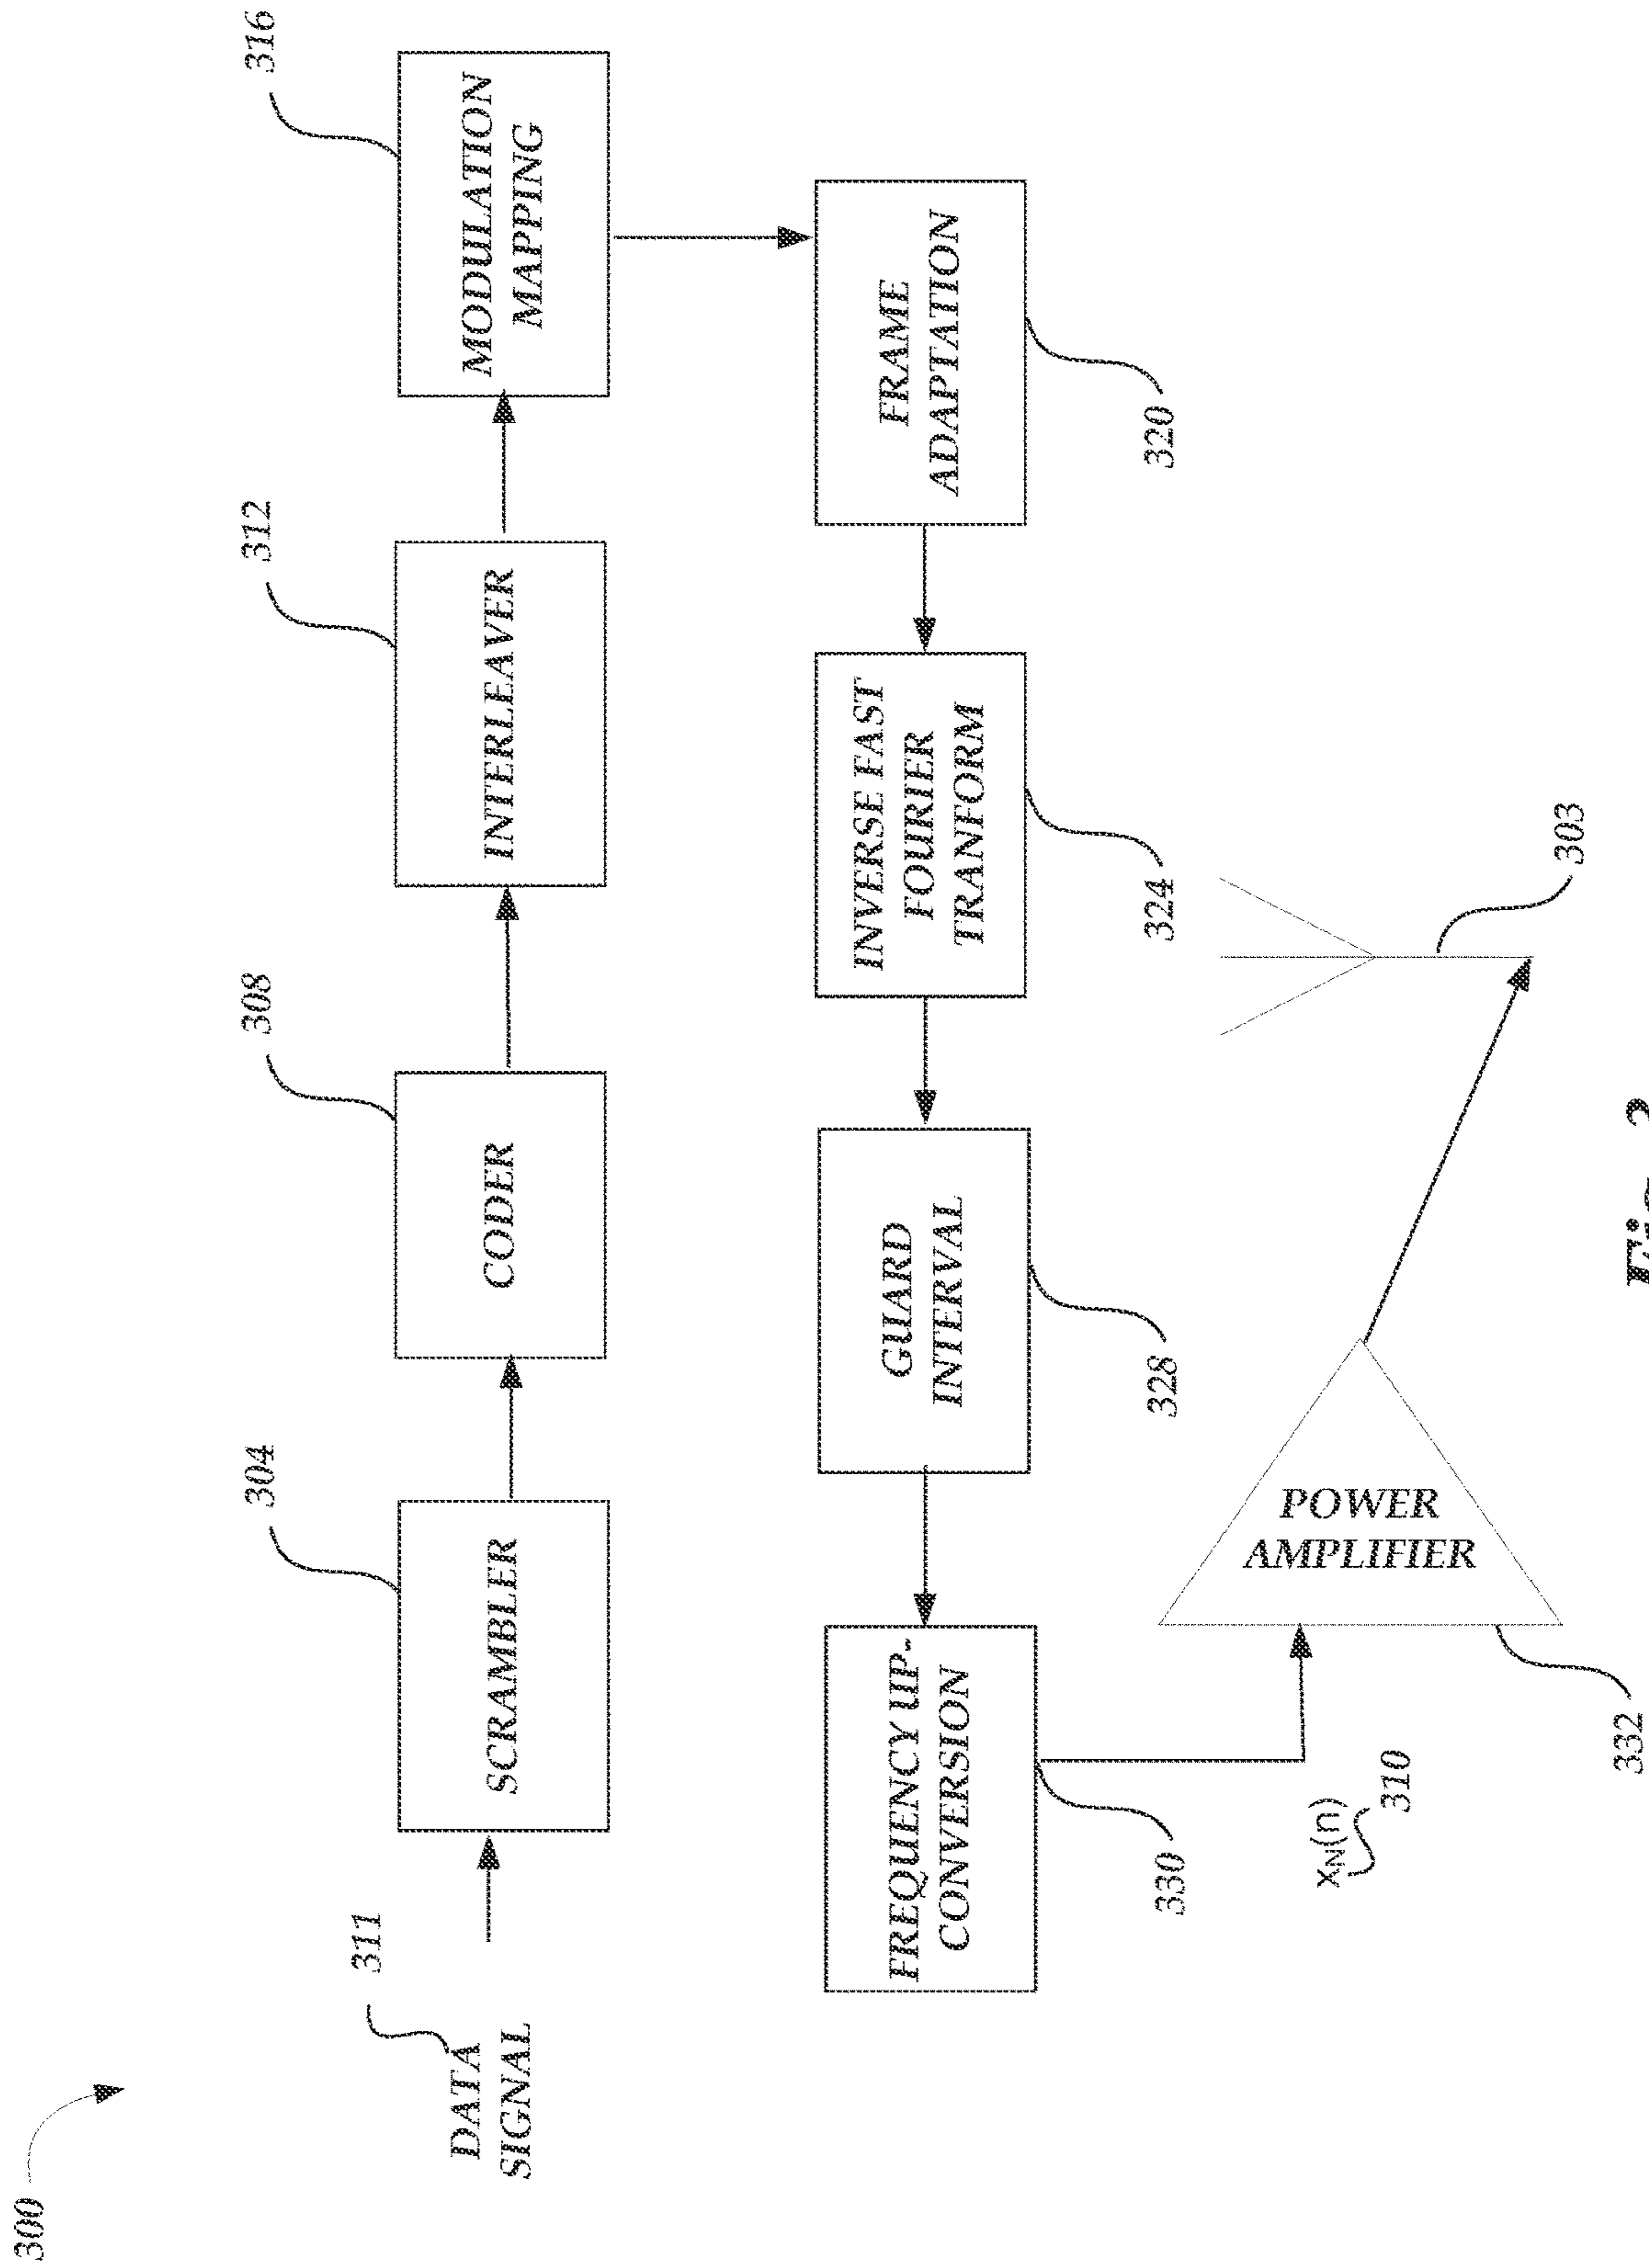 300
DATA
SIGNAL
311
SCRAMBLER
304
CODER
308
INTERLEAVER
312
MODULATION
MAPPING
316
FRAME
ADAPTATION
320
INVERSE FAST
FOURIER
TRANFORM
324
GUARD
INTERVAL
328
FREQUENCY UP-
CONVERSION
330
xN(n)
310
POWER
AMPLIFIER
332
303
Fig.